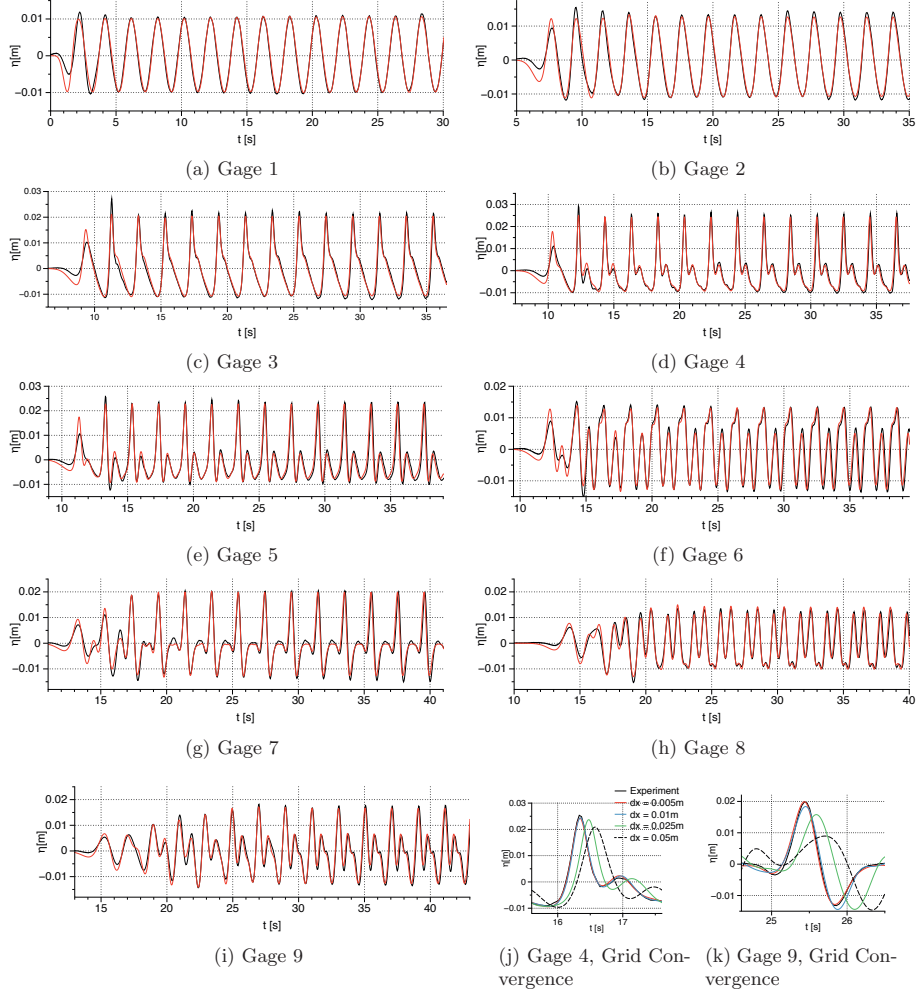 0.01
0
−0.01
η[m]
0 5 10 15 20 25 30
t [s]
(a) Gage 1
0.02
0.01
0
−0.01
η[m]
5 10 15 20 25 30 35
t [s]
(b) Gage 2
0.03
0.02
0.01
0
−0.01
η[m]
10 15 20 25 30 35
t [s]
(c) Gage 3
0.03
0.02
0.01
0
−0.01
η[m]
10 15 20 25 30 35
t [s]
(d) Gage 4
0.03
0.02
0.01
0
−0.01
η[m]
10 15 20 25 30 35
t [s]
(e) Gage 5
0.02
0.01
0
−0.01
η[m]
10 15 20 25 30 35 40
t [s]
(f) Gage 6
0.02
0.01
0
−0.01
η[m]
15 20 25 30 35 40
t [s]
(g) Gage 7
0.02
0.01
0
−0.01
η[m]
10 14 20 25 30 35 40
t [s]
(h) Gage 8
0.02
0.01
0
−0.01
η[m]
15 20 25 30 35 40
t [s]
(i) Gage 9
Experiment
dx = 0.005m
dx = 0.01m
dx = 0.025m
dx = 0.05m
0.03
0.02
0.01
0
−0.01
η[m]
16 17
t [s]
(j) Gage 4, Grid Con-
vergence
0.02
0.01
0
−0.01
η[m]
25 26
t [s]
(k) Gage 9, Grid Con-
vergence